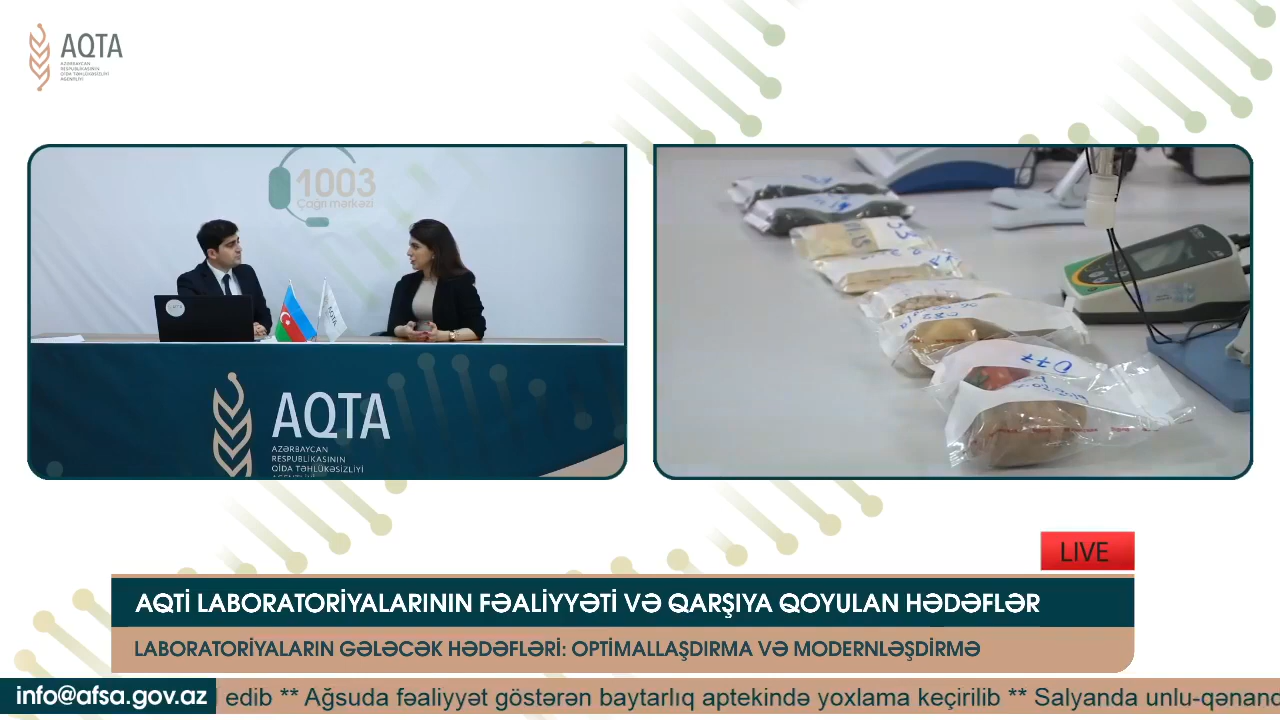 AQTA
AZƏRBAYCAN
RESPUBLİKASININ
QİDA TƏHLÜKƏSİZLİYİ
AGENTLİYİ
1003
Çağrı mərkəzi
AQTA
AQTA
AZƏRBAYCAN
RESPUBLİKASININ
QİDA TƏHLÜKƏSİZLİYİ
D77
LIVE
AQTİ LABORATORİYALARININ FƏALİYYƏTİ VƏ QARŞIYA QOYULAN HƏDƏFLƏR
LABORATORİYALARIN GƏLƏCƏK HƏDƏFLƏRİ: OPTİMALLAŞDIRMA VƏ MODERNLƏŞDİRMƏ
info@afsa.gov.az edib ** Ağsuda fəaliyyət göstərən baytarlıq aptekində yoxlama keçirilib ** Salyanda unlu-qənand